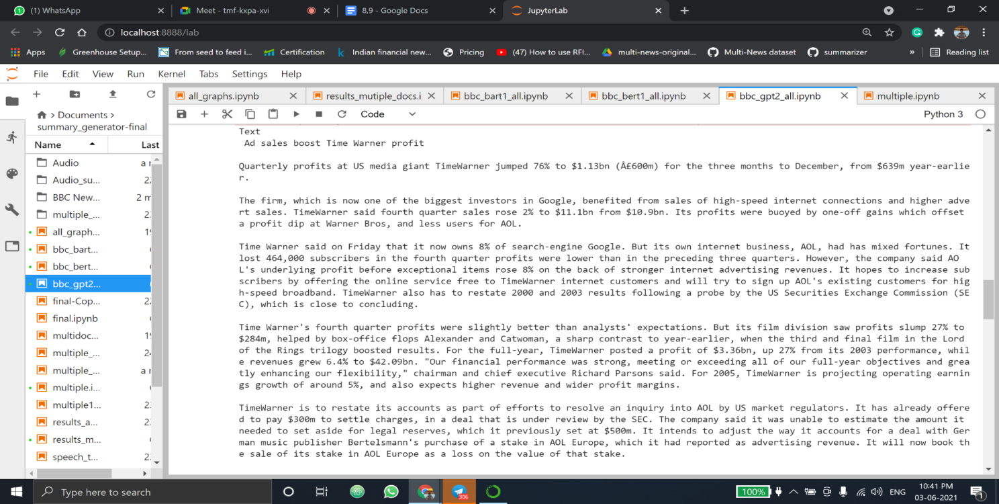 (1) WhatsApp
Meet - tmf-kxpa-xvi
8,9 - Google Docs
JupyterLab
localhost:8888/lab
Apps
Greenhouse Setup...
From seed to feed i...
Certification
Indian financial new...
Pricing
(47) How to use RFI...
multi-news-original...
Multi-News dataset
summarizer
»
Reading list
File Edit View Run Kernel Tabs Settings Help
all_graphs.ipynb
results_mutiple_docs.i
bbc_bart1_all.ipynb
bbc_bert1_all.ipynb
bbc_gpt2_all.ipynb
multiple.ipynb
Code
Python 3
> Documents >
summary_generator-final
Name Last
Audio
Audio_su...
BBC New...
multiple_...
all_graph...
bbc_bart...
bbc_bert...
bbc_gpt2...
final-Cop...
final.ipynb
multidoc...
multiple_...
multiple_...
multiple.i...
multiple1...
results_a...
results_m...
speech_t...
Text
Ad sales boost Time Warner profit
Quarterly profits at US media giant TimeWarner jumped 76% to $1.13bn (Â£600m) for the three months to December, from $639m year-earlie
r.
The firm, which is now one of the biggest investors in Google, benefited from sales of high-speed internet connections and higher adve
rt sales. TimeWarner said fourth quarter sales rose 2% to $11.1bn from $10.9bn. Its profits were buoyed by one-off gains which offset
a profit dip at Warner Bros, and less users for AOL.
Time Warner said on Friday that it now owns 8% of search-engine Google. But its own internet business, AOL, had has mixed fortunes. It
lost 464,000 subscribers in the fourth quarter profits were lower than in the preceding three quarters. However, the company said AO
L's underlying profit before exceptional items rose 8% on the back of stronger internet advertising revenues. It hopes to increase sub
scribers by offering the online service free to TimeWarner internet customers and will try to sign up AOL's existing customers for hig
h-speed broadband. TimeWarner also has to restate 2000 and 2003 results following a probe by the US Securities Exchange Commission (SE
C), which is close to concluding.
Time Warner's fourth quarter profits were slightly better than analysts' expectations. But its film division saw profits slump 27% to
$284m, helped by box-office flops Alexander and Catwoman, a sharp contrast to year-earlier, when the third and final film in the Lord
of the Rings trilogy boosted results. For the full-year, TimeWarner posted a profit of $3.36bn, up 27% from its 2003 performance, whil
e revenues grew 6.4% to $42.09bn. "Our financial performance was strong, meeting or exceeding all of our full-year objectives and grea
tly enhancing our flexibility," chairman and chief executive Richard Parsons said. For 2005, TimeWarner is projecting operating earnin
gs growth of around 5%, and also expects higher revenue and wider profit margins.
TimeWarner is to restate its accounts as part of efforts to resolve an inquiry into AOL by US market regulators. It has already offere
d to pay $300m to settle charges, in a deal that is under review by the SEC. The company said it was unable to estimate the amount it
needed to set aside for legal reserves, which it previously set at $500m. It intends to adjust the way it accounts for a deal with Ger
man music publisher Bertelsmann's purchase of a stake in AOL Europe, which it had reported as advertising revenue. It will now book th
e sale of its stake in AOL Europe as a loss on the value of that stake.
Type here to search
306
100%
ENG
10:41 PM
03-06-2021
1